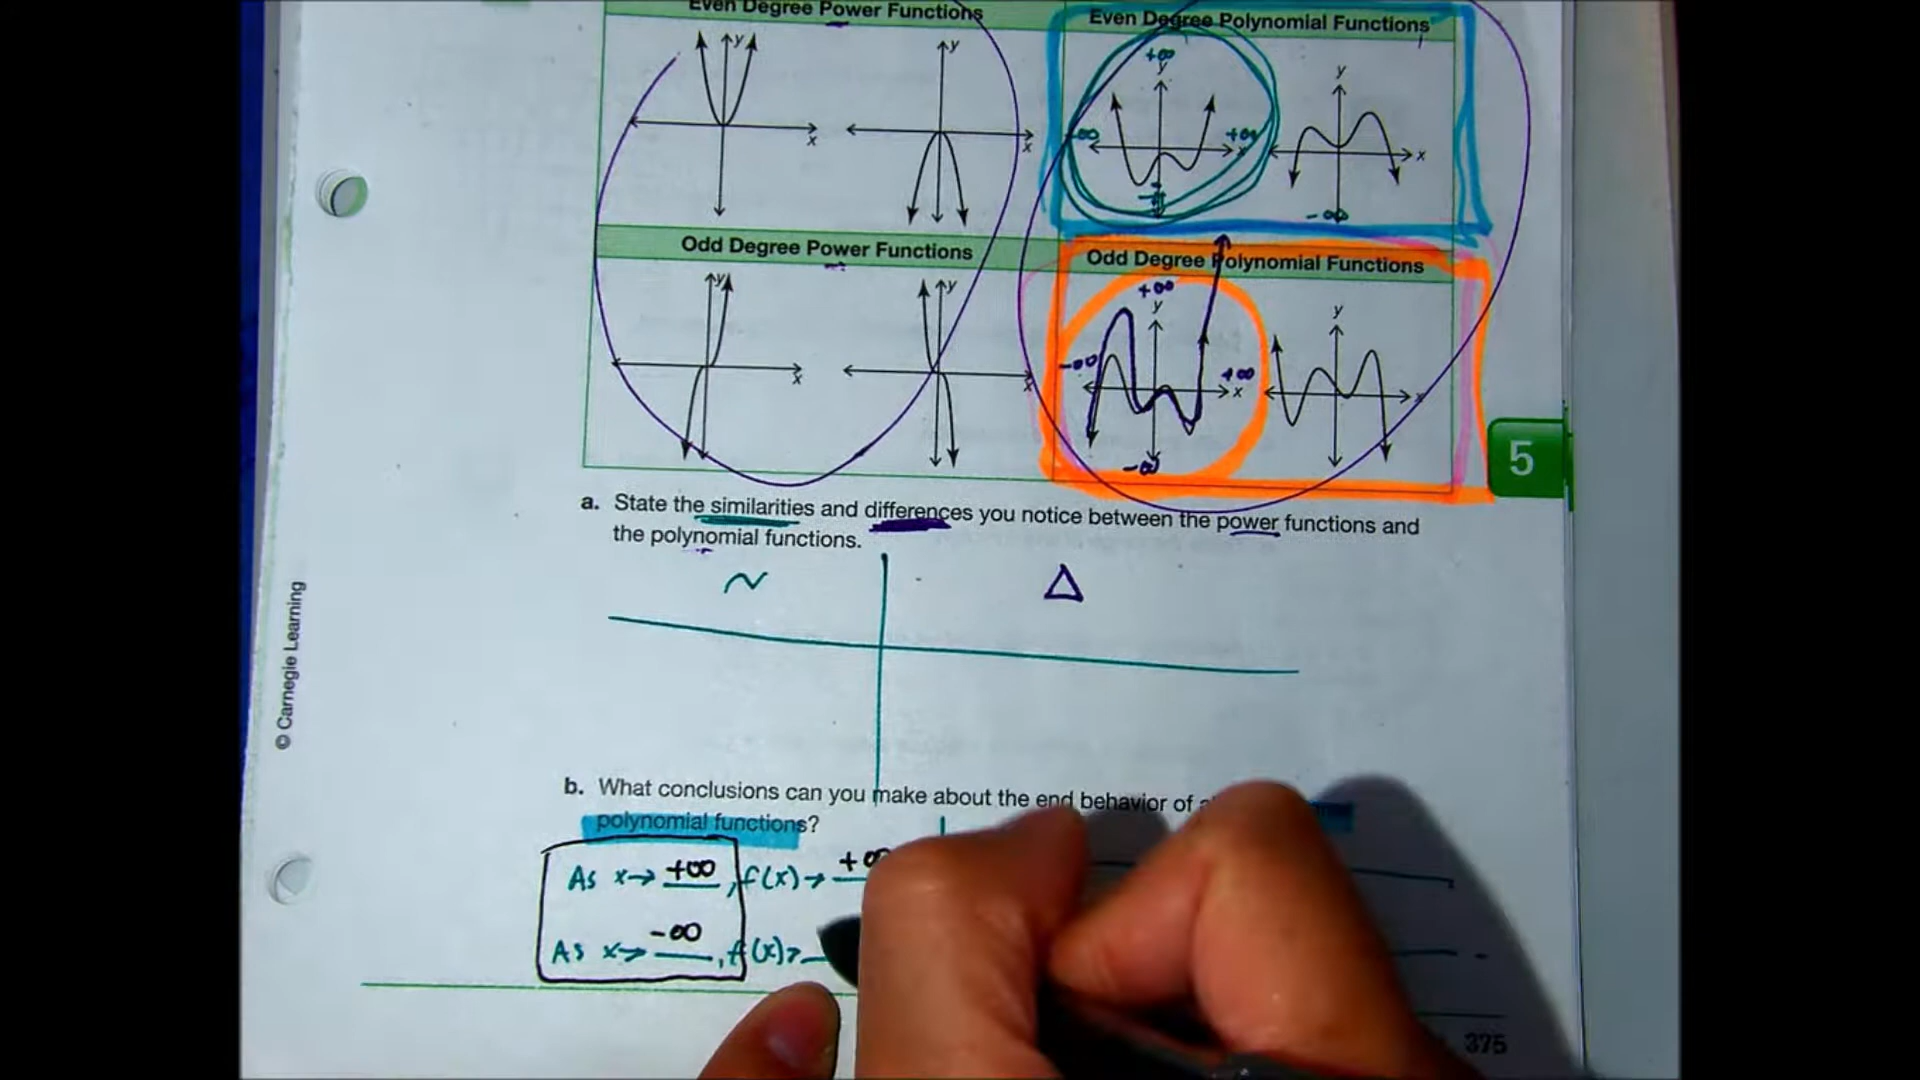 Even Degree Power Functions
Even Degree Polynomial Functions
y
y
+∞
y
y
-∞
+∞
x
x
x
x
-∞
Odd Degree Power Functions
Odd Degree Polynomial Functions
y
y
+∞
y
y
-∞
+∞
x
x
x
x
-∞
5
a. State the similarities and differences you notice between the power functions and
the polynomial functions.
~
Δ
© Carnegie Learning
b. What conclusions can you make about the end behavior of
polynomial functions?
As x→ +∞, f(x)→ +∞
As x→ -∞, f(x)→
375